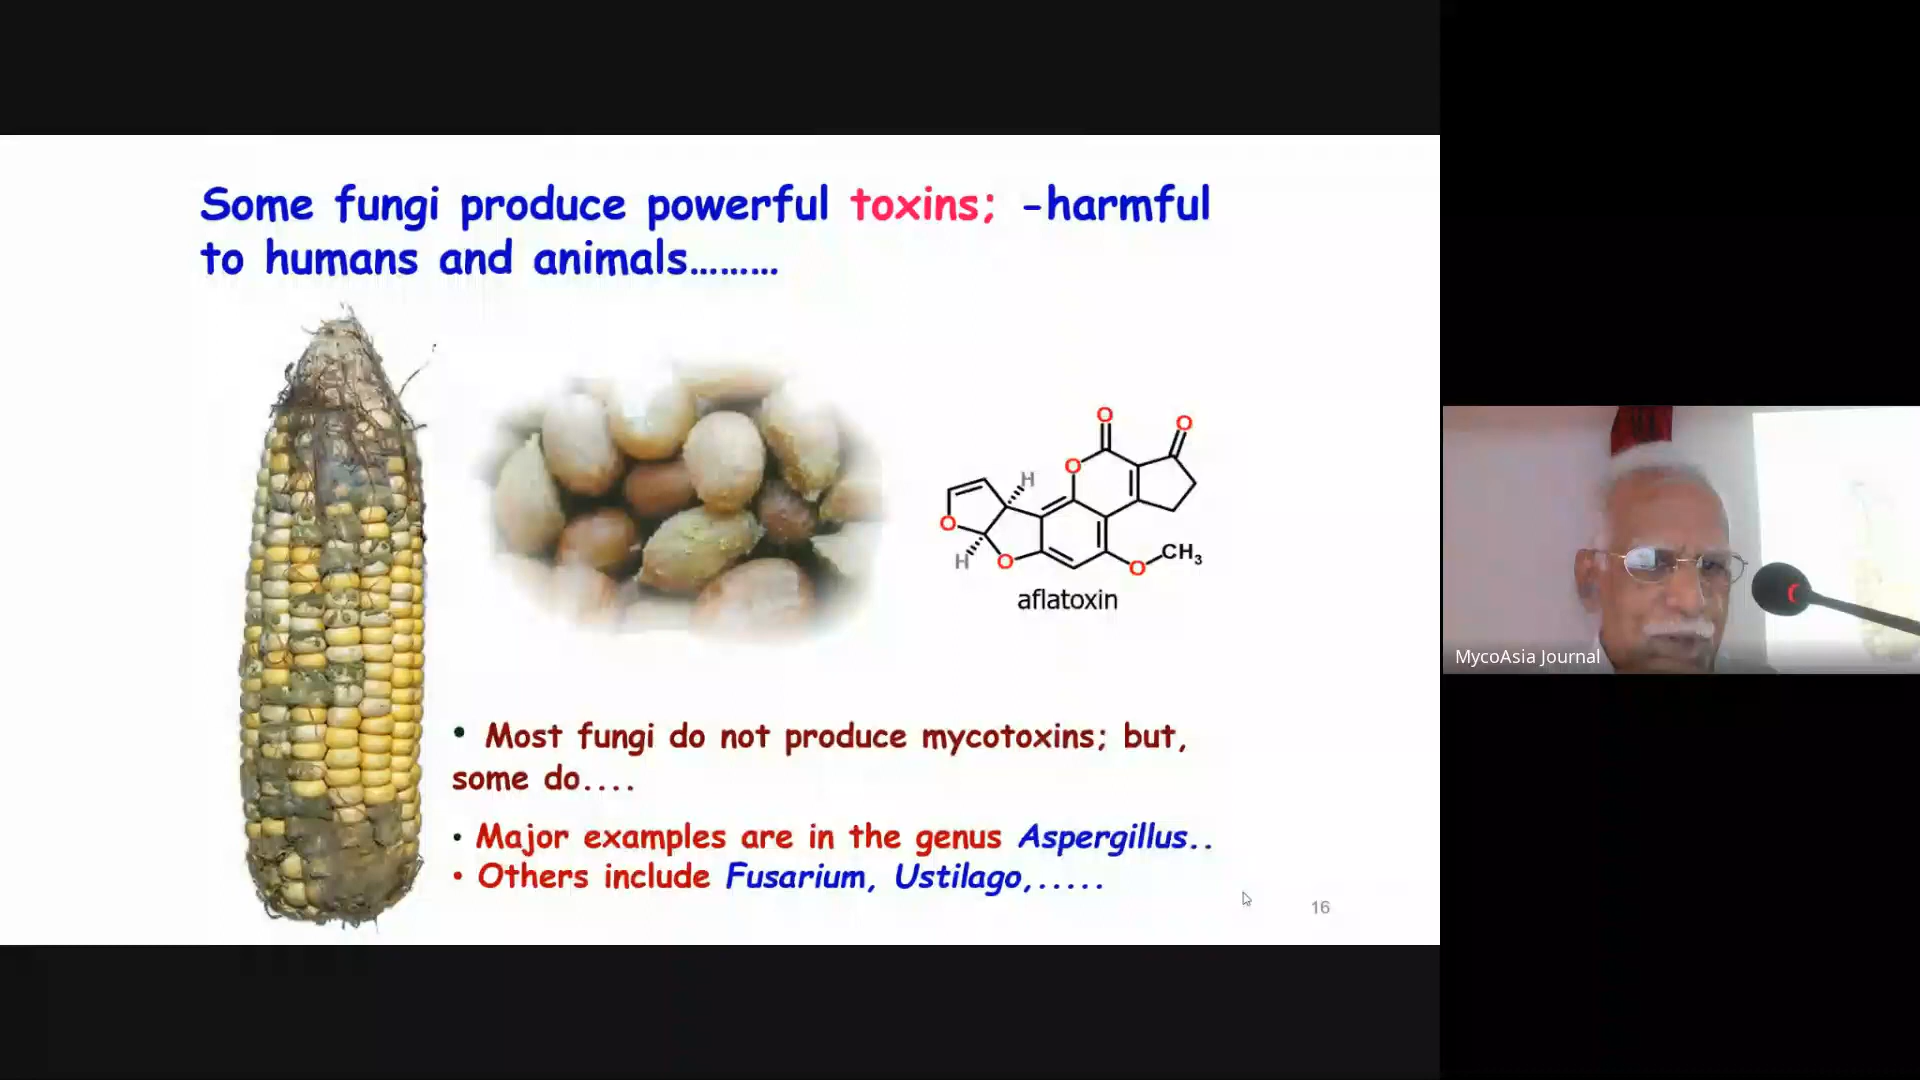 Some fungi produce powerful toxins; -harmful
to humans and animals.........
O
O
O
H
O
H
O
O
CH3
aflatoxin
• Most fungi do not produce mycotoxins; but,
some do....
• Major examples are in the genus Aspergillus..
• Others include Fusarium, Ustilago,.....
16
MycoAsia Journal